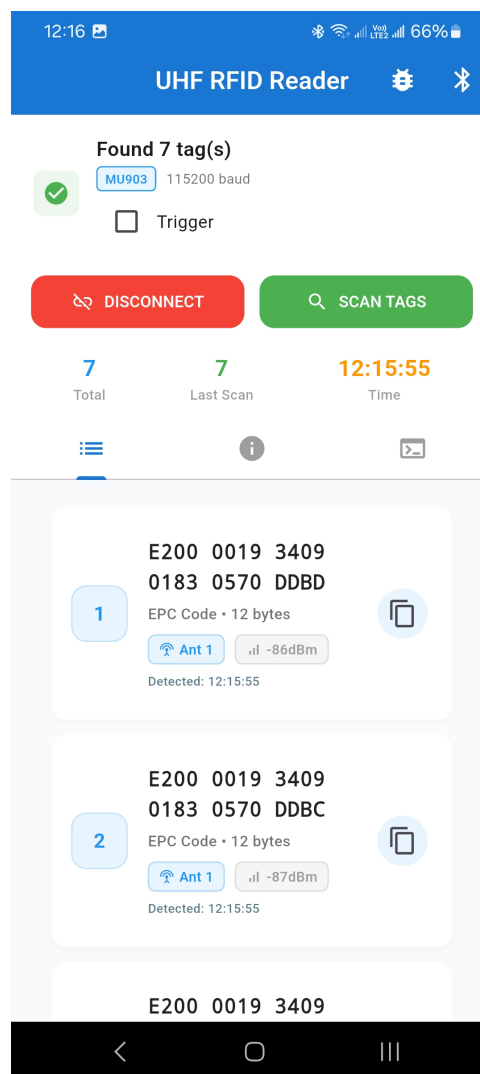 12:16
Vo))
LTE2
66%
UHF RFID Reader
Found 7 tag(s)
MU903 115200 baud
Trigger
DISCONNECT
SCAN TAGS
7 7 12:15:55
Total Last Scan Time
E200 0019 3409
0183 0570 DDBD
1
EPC Code • 12 bytes
Ant 1 -86dBm
Detected: 12:15:55
E200 0019 3409
0183 0570 DDBC
2
EPC Code • 12 bytes
Ant 1 -87dBm
Detected: 12:15:55
E200 0019 3409